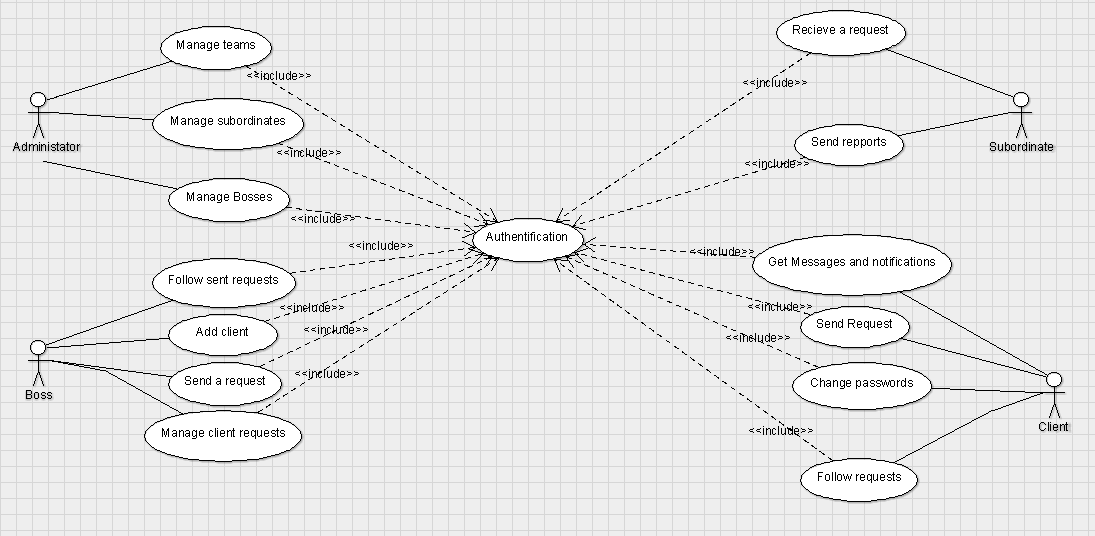 Manage teams
<<include>>
Administator
Manage subordinates
<<include>>
Manage Bosses
<<include>>
<<include>>
Follow sent requests
<<include>>
Add client
<<include>>
Boss
Send a request
<<include>>
Manage client requests
Authentification
Recieve a request
<<include>>
Subordinate
Send repports
<<include>>
<<include>>
Get Messages and notifications
<<include>>
Send Request
<<include>>
Change passwords
Client
<<include>>
Follow requests